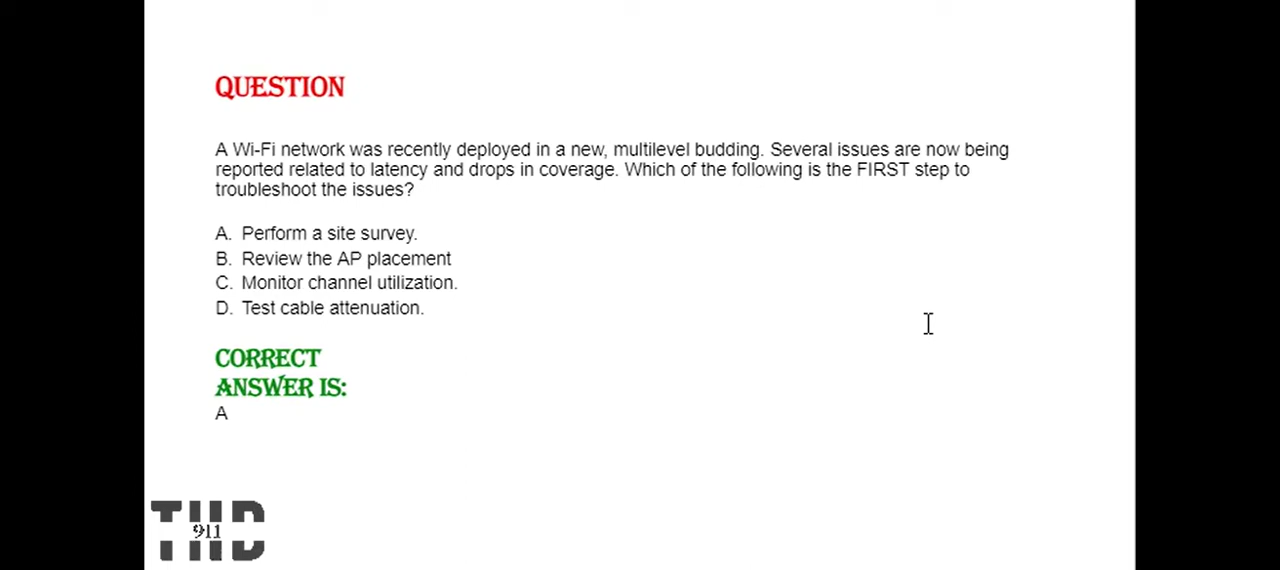 QUESTION
A Wi-Fi network was recently deployed in a new, multilevel budding. Several issues are now being
reported related to latency and drops in coverage. Which of the following is the FIRST step to
troubleshoot the issues?
A. Perform a site survey.
B. Review the AP placement
C. Monitor channel utilization.
D. Test cable attenuation.
CORRECT
ANSWER IS:
A
THD
911